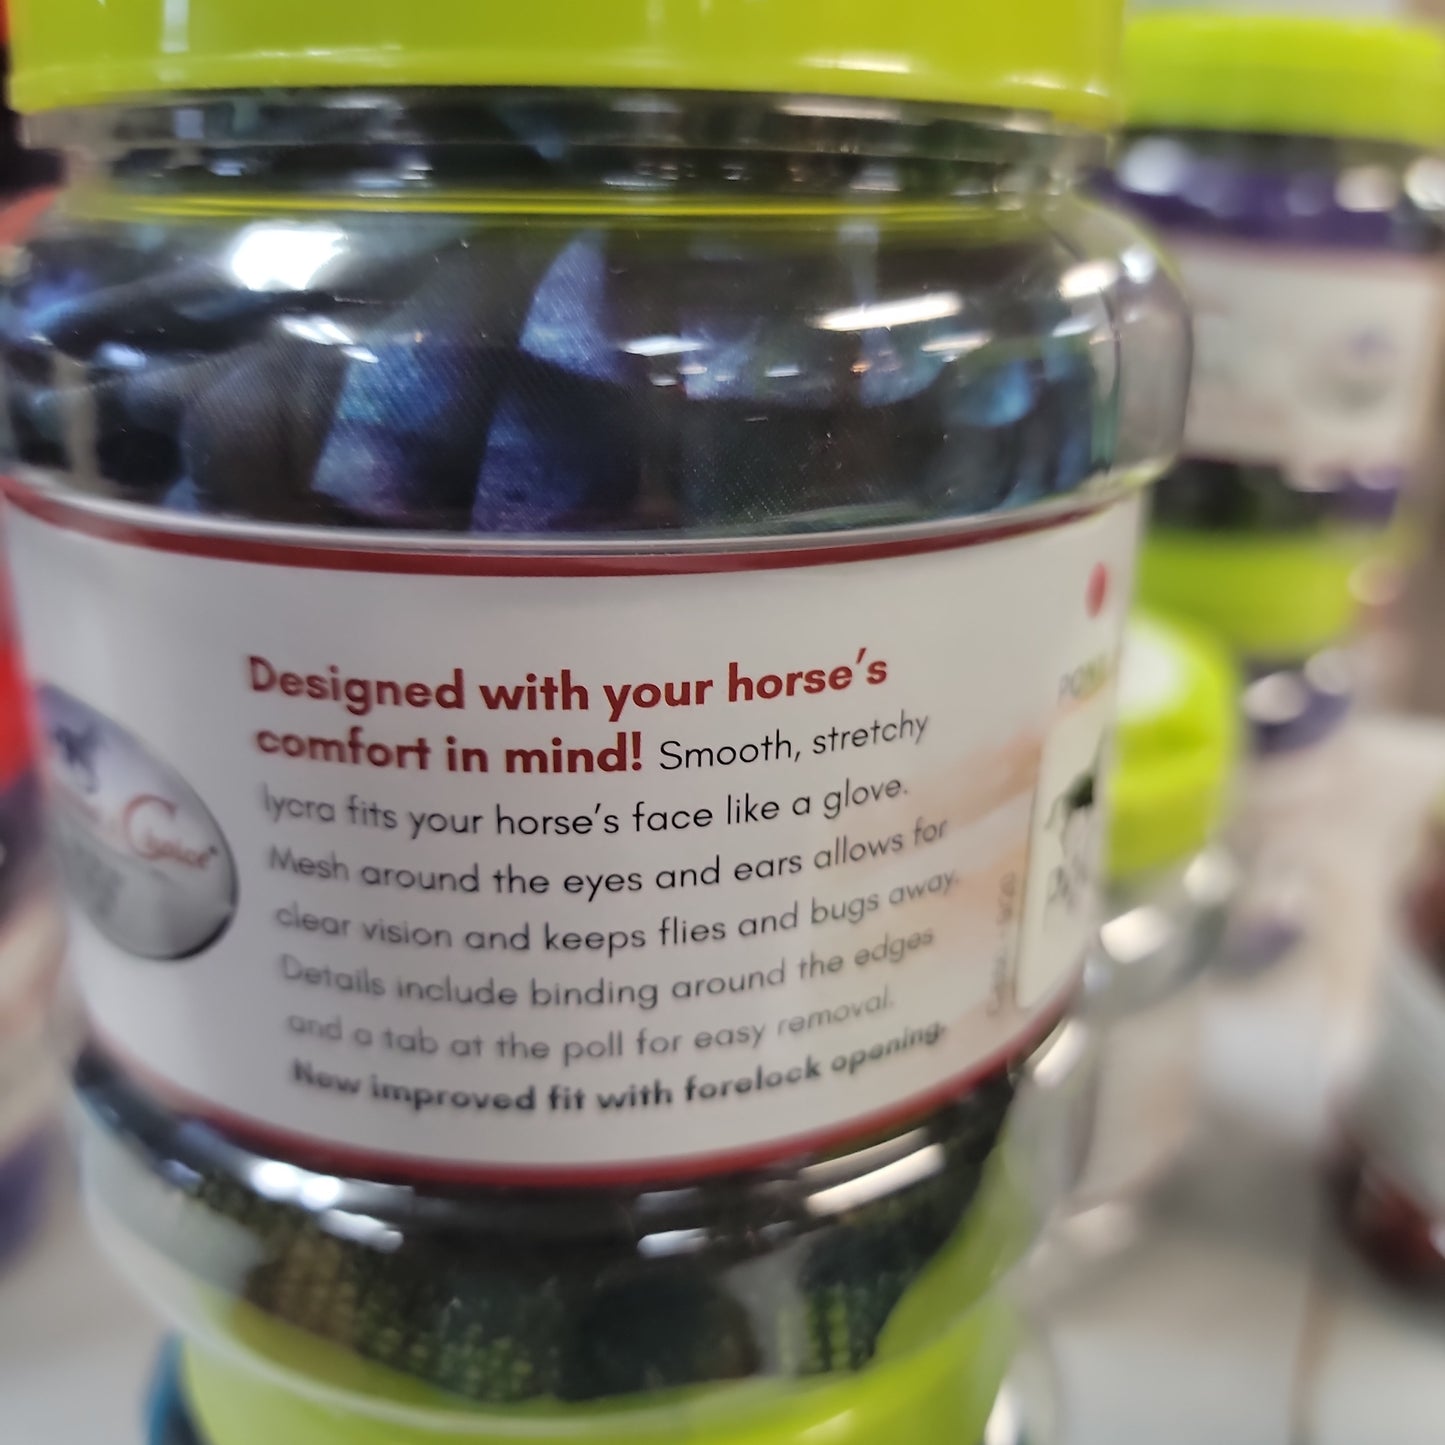 Designed with your horse's
comfort in mind! Smooth, stretchy
lycra fits your horse's face like a glove.
Mesh around the eyes and ears allows for
clear vision and keeps flies and bugs away.
Details include binding around the edges
and a tab at the poll for easy removal.
New improved fit with forelock opening.
Choice